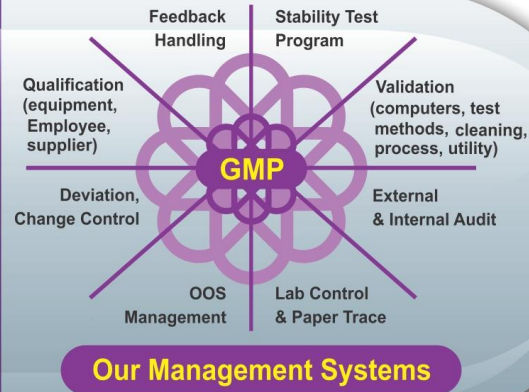 Feedback
Handling
Stability Test
Program
Qualification
(equipment,
Employee,
supplier)
Validation
(computers, test
methods, cleaning,
process, utility)
GMP
Deviation,
Change Control
External
& Internal Audit
OOS
Management
Lab Control
& Paper Trace
Our Management Systems